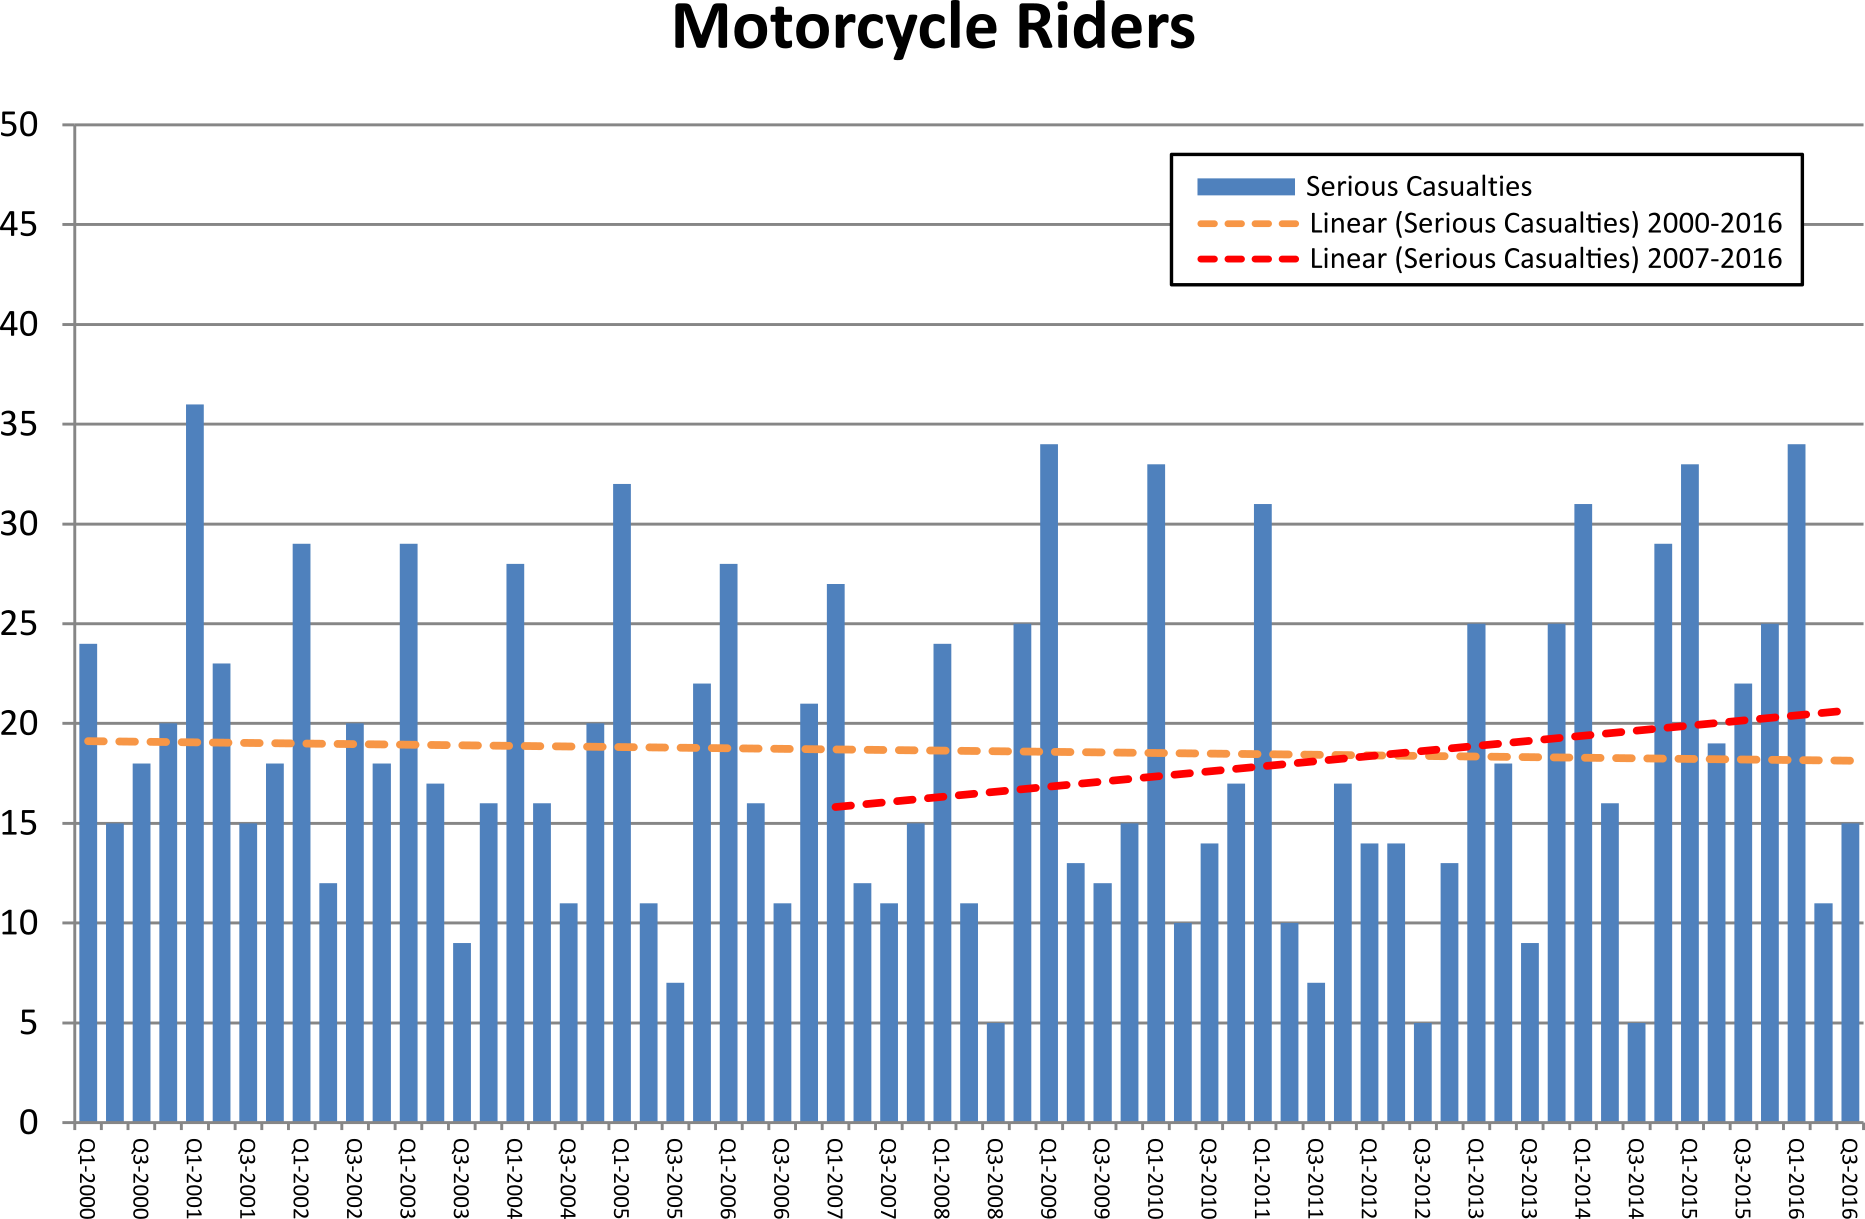 Motorcycle Riders
50
45
40
35
30
25
20
15
10
5
0
Serious Casualties
Linear (Serious Casualties) 2000-2016
Linear (Serious Casualties) 2007-2016
Q1-2000
Q3-2000
Q1-2001
Q3-2001
Q1-2002
Q3-2002
Q1-2003
Q3-2003
Q1-2004
Q3-2004
Q1-2005
Q3-2005
Q1-2006
Q3-2006
Q1-2007
Q3-2007
Q1-2008
Q3-2008
Q1-2009
Q3-2009
Q1-2010
Q3-2010
Q1-2011
Q3-2011
Q1-2012
Q3-2012
Q1-2013
Q3-2013
Q1-2014
Q3-2014
Q1-2015
Q3-2015
Q1-2016
Q3-2016